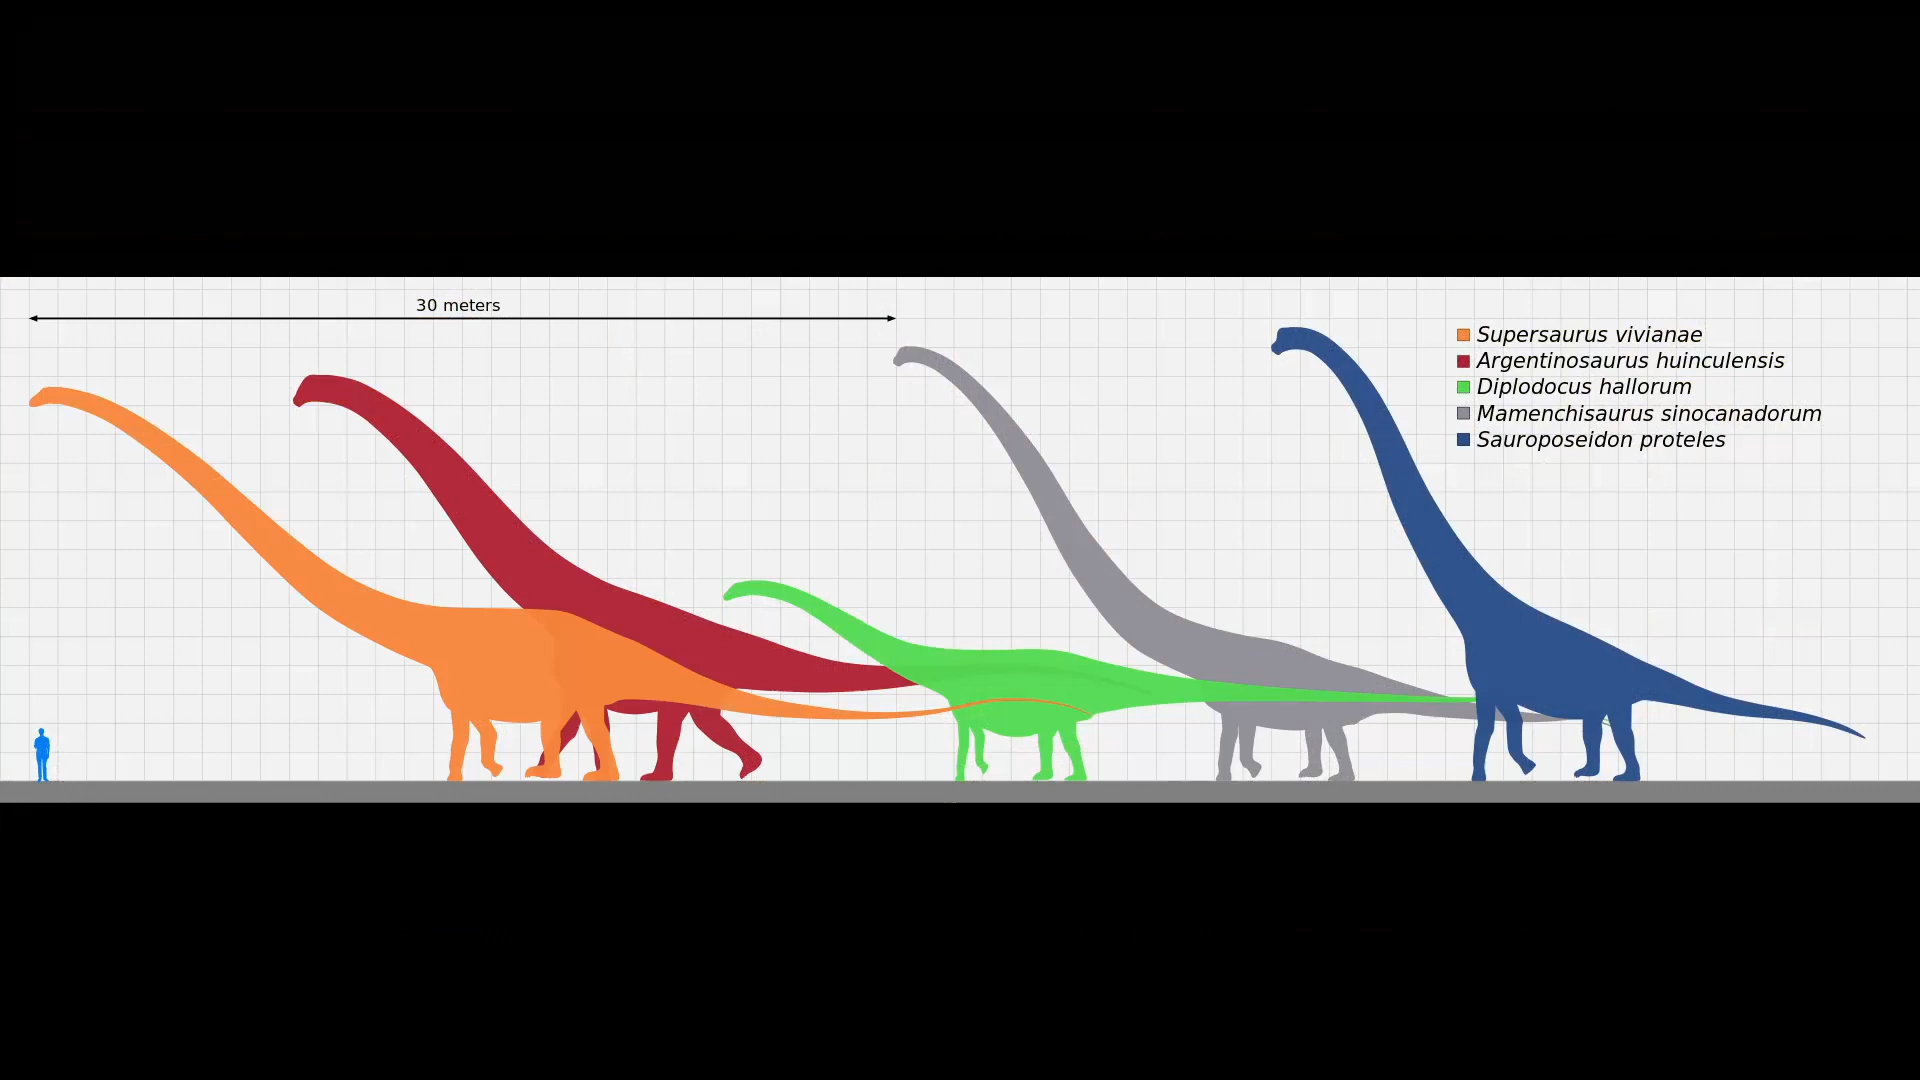 30 meters
Supersaurus vivianae
Argentinosaurus huinculensis
Diplodocus hallorum
Mamenchisaurus sinocanadorum
Sauroposeidon proteles